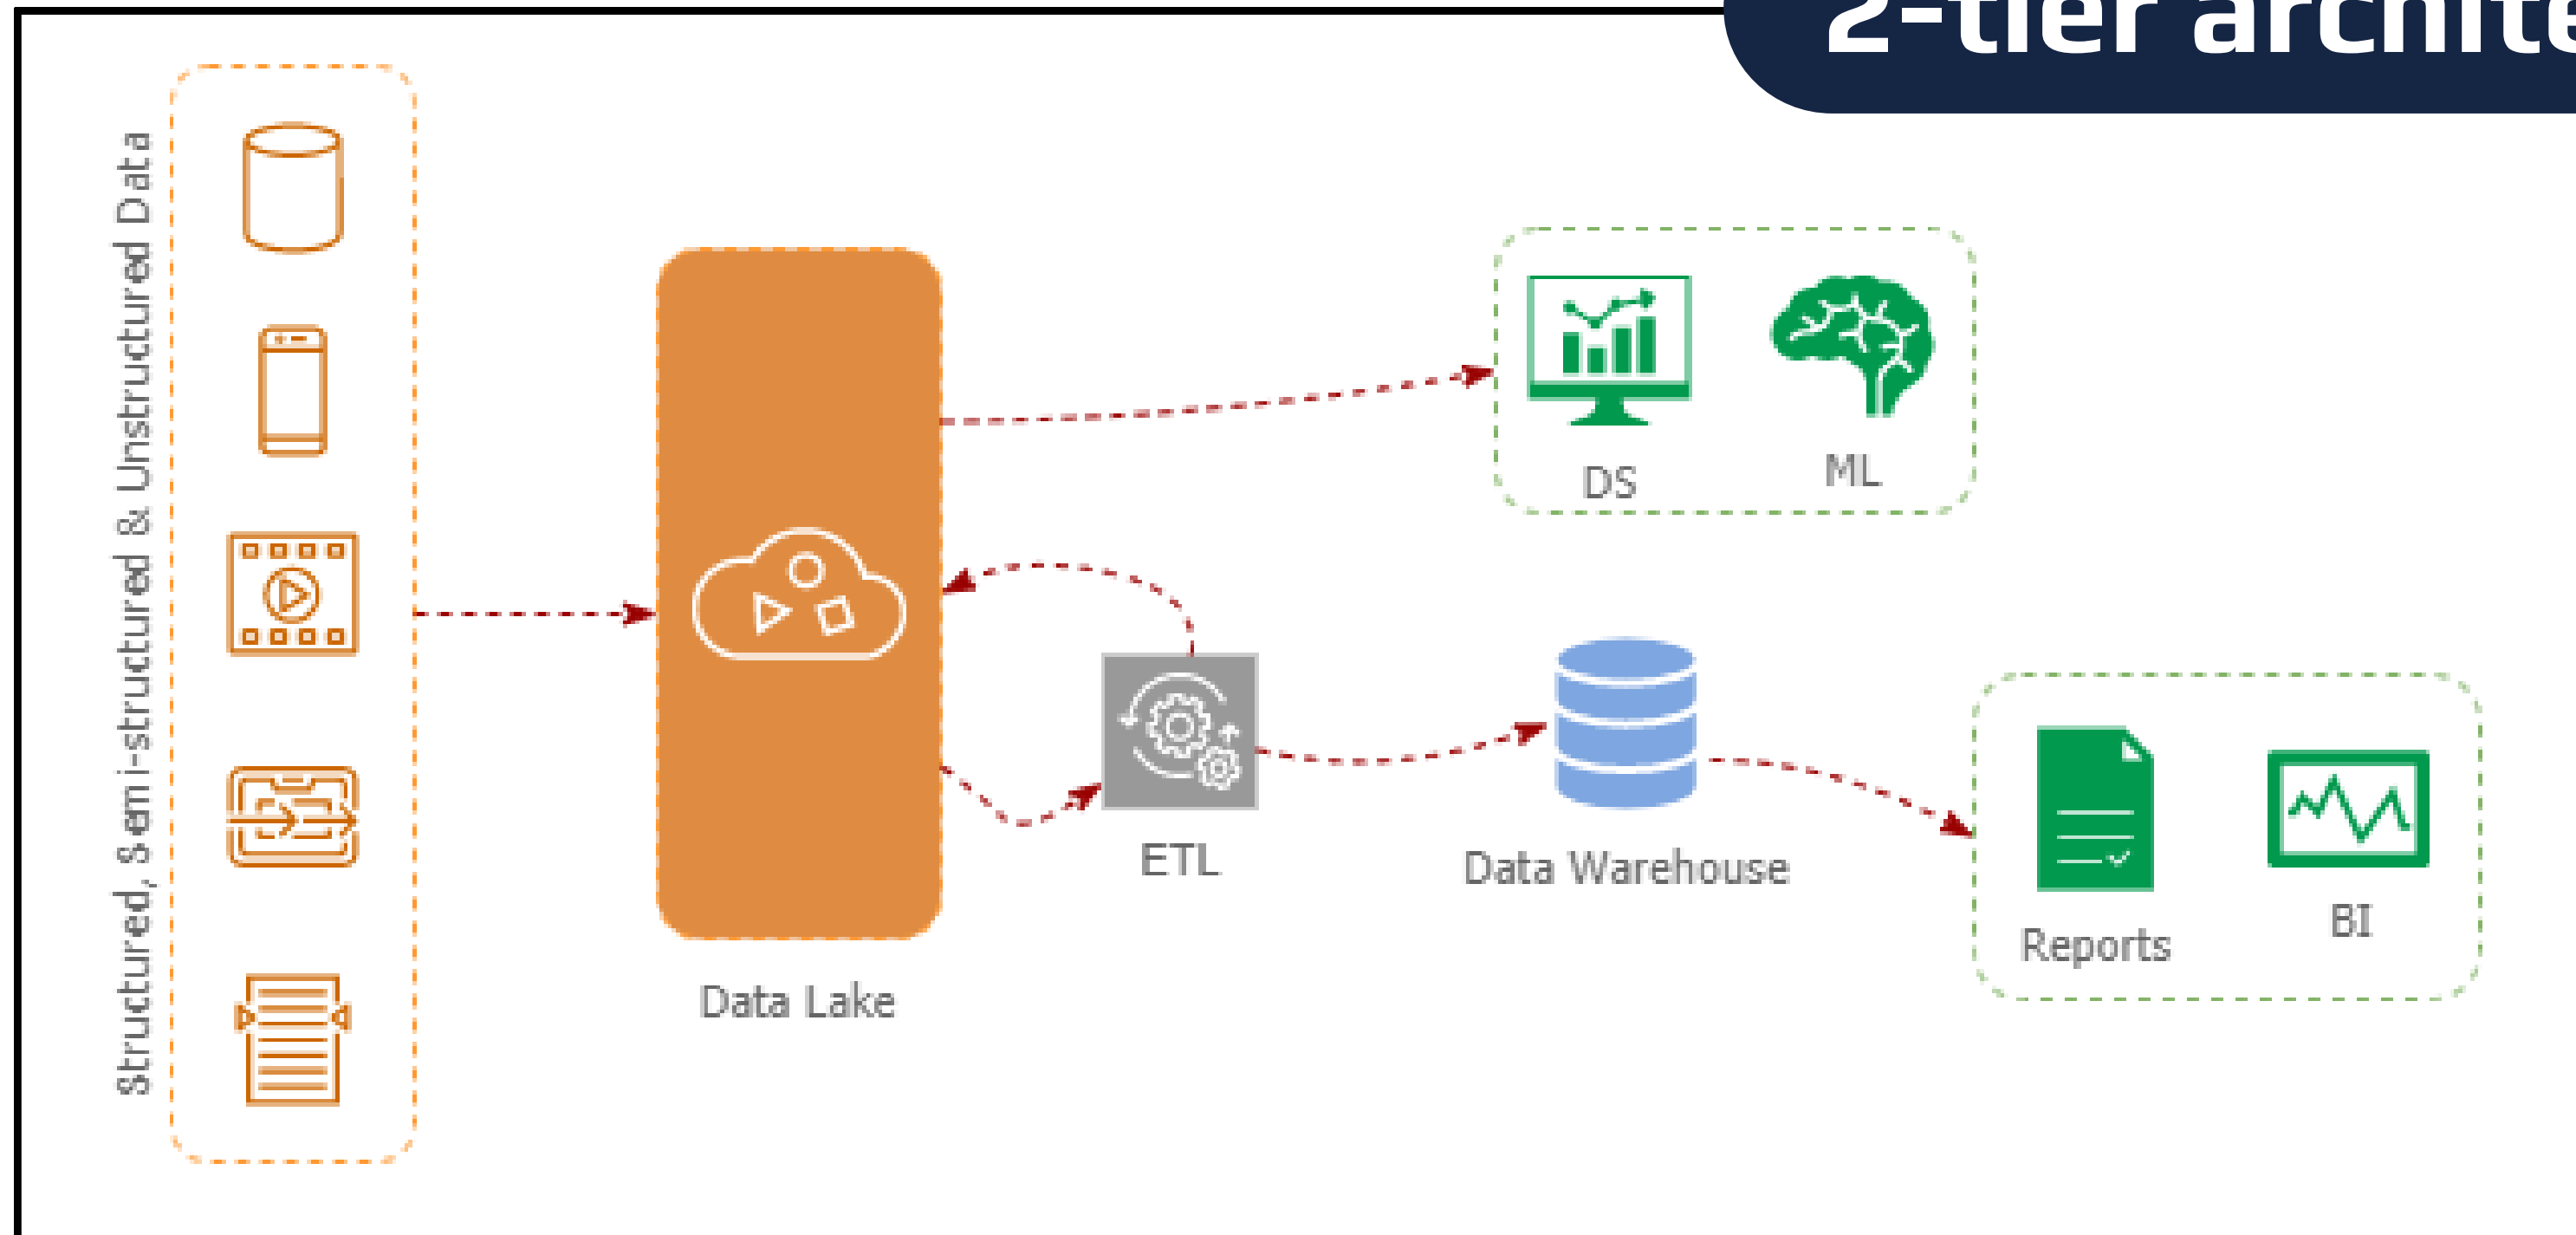 2-tier archite
Structured, Semi-structured & Unstructured Data
DS
ML
ETL
Data Warehouse
Reports
BI
Data Lake